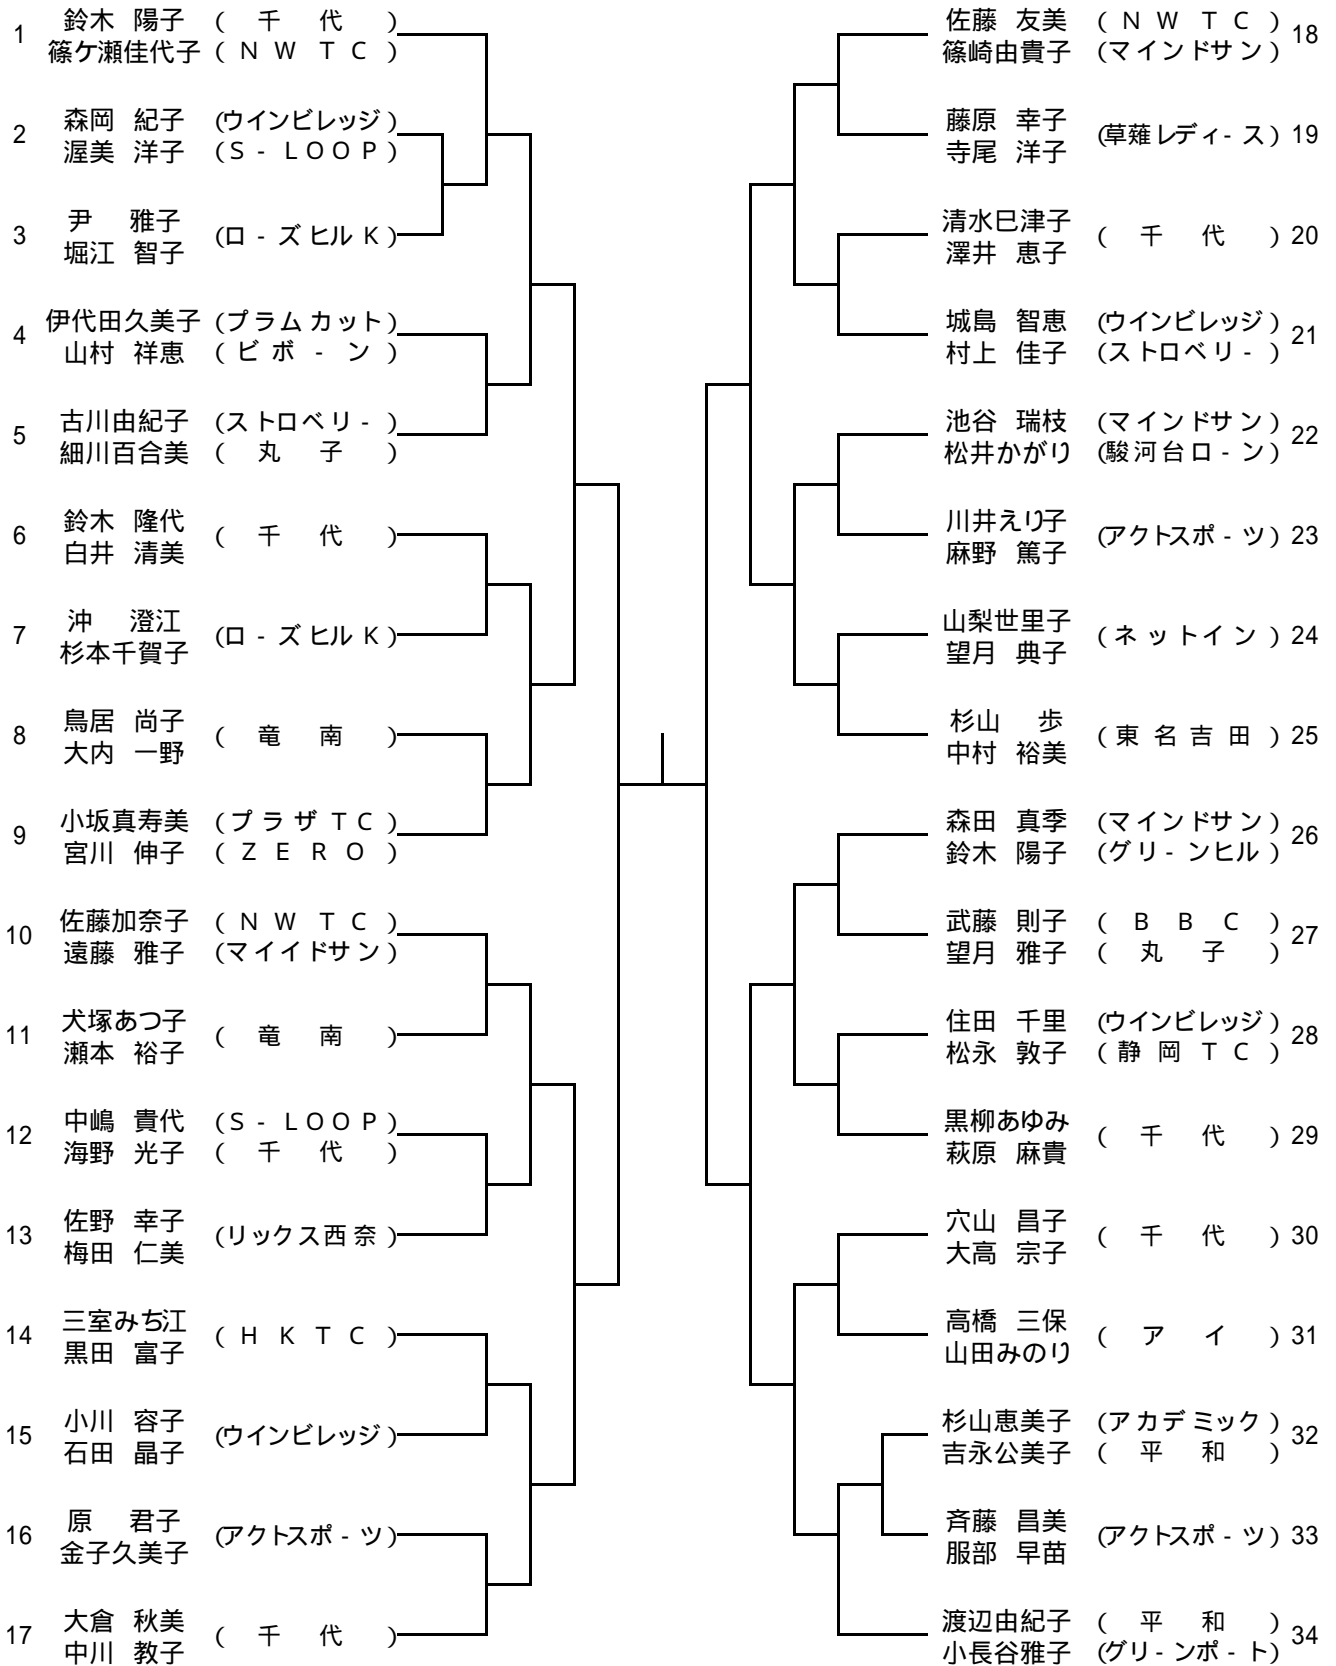 1 鈴木 陽子 ( 千 代 )
篠ケ瀬佳代子 ( N W T C )
2 森岡 紀子 (ウインビレッジ)
渥美 洋子 (S - LOOP)
3 尹 雅子 (ロ - ズヒル K)
堀江 智子
4 伊代田久美子 (プラムカット)
山村 祥恵 (ビボ - ン)
5 古川由紀子 (ストロベリ - )
細川百合美 ( 丸 子 )
6 鈴木 隆代 ( 千 代 )
白井 清美
7 沖 澄江 (ロ - ズヒル K)
杉本千賀子
8 鳥居 尚子 ( 竜 南 )
大内 一野
9 小坂真寿美 (プラザTC)
宮川 伸子 ( Z E R O )
10 佐藤加奈子 ( N W T C )
遠藤 雅子 (マイイドサン)
11 犬塚あつ子 ( 竜 南 )
瀬本 裕子
12 中嶋 貴代 (S - LOOP)
海野 光子 ( 千 代 )
13 佐野 幸子 (リックス西奈)
梅田 仁美
14 三室みち江 ( H K T C )
黒田 富子
15 小川 容子 (ウインビレッジ)
石田 晶子
16 原 君子 (アクトスポ - ツ)
金子久美子
17 大倉 秋美 ( 千 代 )
中川 教子
佐藤 友美 ( N W T C ) 18
篠崎由貴子 (マインドサン)
藤原 幸子 (草薙レディ - ス) 19
寺尾 洋子
清水巳津子 ( 千 代 ) 20
澤井 恵子
城島 智恵 (ウインビレッジ) 21
村上 佳子 (ストロベリ - )
池谷 瑞枝 (マインドサン) 22
松井かがり (駿河台ロ - ン)
川井えり子 (アクトスポ - ツ) 23
麻野 篤子
山梨世里子 (ネットイン) 24
望月 典子
杉山 歩 (東名吉田) 25
中村 裕美
森田 真季 (マインドサン) 26
鈴木 陽子 (グリ - ンヒル)
武藤 則子 ( B B C ) 27
望月 雅子 ( 丸 子 )
住田 千里 (ウインビレッジ) 28
松永 敦子 (静岡TC)
黒柳あゆみ ( 千 代 ) 29
萩原 麻貴
穴山 昌子 ( 千 代 ) 30
大高 宗子
高橋 三保 ( ア イ ) 31
山田みのり
杉山恵美子 (アカデミック) 32
吉永公美子 ( 平 和 )
斉藤 昌美 (アクトスポ - ツ) 33
服部 早苗
渡辺由紀子 ( 平 和 ) 34
小長谷雅子 (グリ - ンポ - ト)